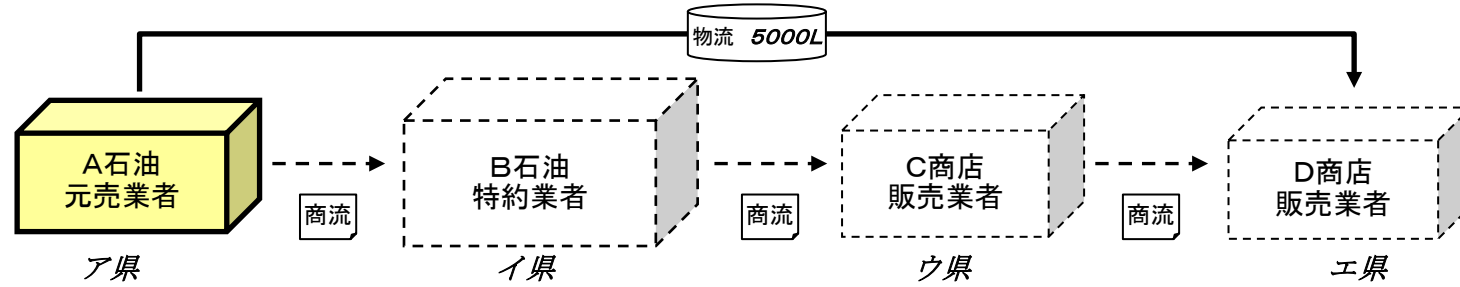 物流 5000L
A石油
元売業者
B石油
特約業者
C商店
販売業者
D商店
販売業者
商流
商流
商流
ア県
イ県
ウ県
エ県